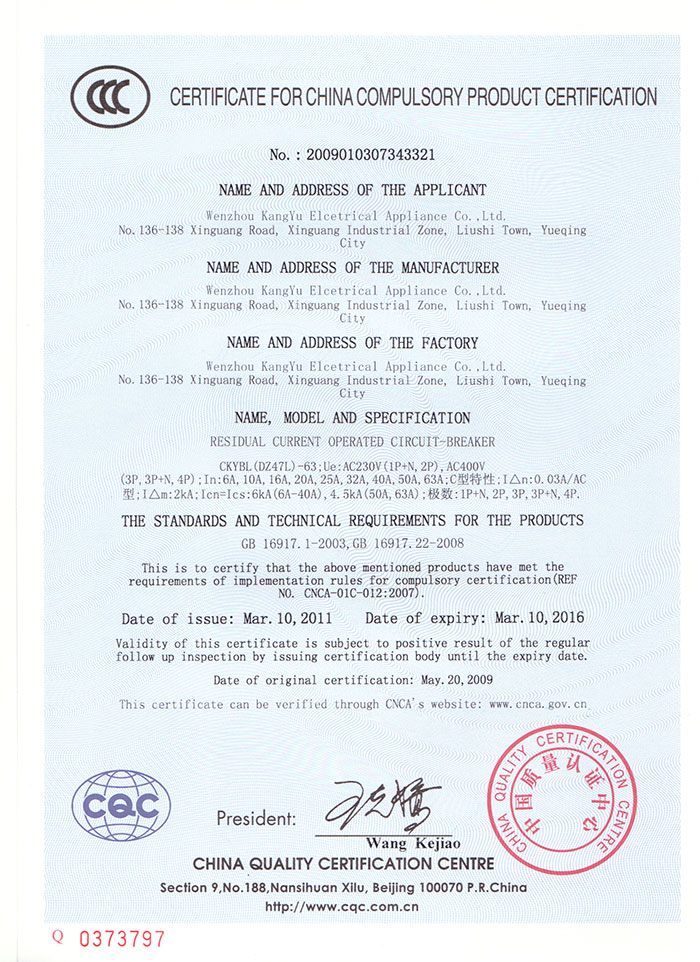 CCC
CERTIFICATE FOR CHINA COMPULSORY PRODUCT CERTIFICATION
No.: 2009010307343321
NAME AND ADDRESS OF THE APPLICANT
Wenzhou KangYu Elcetrical Appliance Co.,Ltd.
No.136-138 Xinguang Road, Xinguang Industrial Zone, Liushi Town, Yueqing
City
NAME AND ADDRESS OF THE MANUFACTURER
Wenzhou KangYu Elcetrical Appliance Co.,Ltd.
No.136-138 Xinguang Road, Xinguang Industrial Zone, Liushi Town, Yueqing
City
NAME AND ADDRESS OF THE FACTORY
Wenzhou KangYu Elcetrical Appliance Co.,Ltd.
No.136-138 Xinguang Road, Xinguang Industrial Zone, Liushi Town, Yueqing
City
NAME, MODEL AND SPECIFICATION
RESIDUAL CURRENT OPERATED CIRCUIT-BREAKER
CKYBL(DZ47L)-63;Ue:AC230V(1P+N, 2P), AC400V
(3P, 3P+N, 4P);In:6A, 10A, 16A, 20A, 25A, 32A, 40A, 50A, 63A;C型特性;I△n:0.03A/AC
型;I△m:2kA;Icn=Ics:6kA(6A-40A), 4.5kA(50A, 63A);极数:1P+N, 2P, 3P, 3P+N, 4P.
THE STANDARDS AND TECHNICAL REQUIREMENTS FOR THE PRODUCTS
GB 16917.1-2003, GB 16917.22-2008
This is to certify that the above mentioned products have met the
requirements of implementation rules for compulsory certification(REF
NO. CNCA-01C-012:2007).
Date of issue: Mar.10,2011 Date of expiry: Mar.10,2016
Validity of this certificate is subject to positive result of the regular
follow up inspection by issuing certification body until the expiry date.
Date of original certification: May.20,2009
This certificate can be verified through CNCA's website: www.cnca.gov.cn
CHINA QUALITY CERTIFICATION CENTRE
中国质量认证中心
CQC
President: 王克娇
Wang Kejiao
CHINA QUALITY CERTIFICATION CENTRE
Section 9,No.188,Nansihuan Xilu, Beijing 100070 P.R.China
http://www.cqc.com.cn
Q 0373797